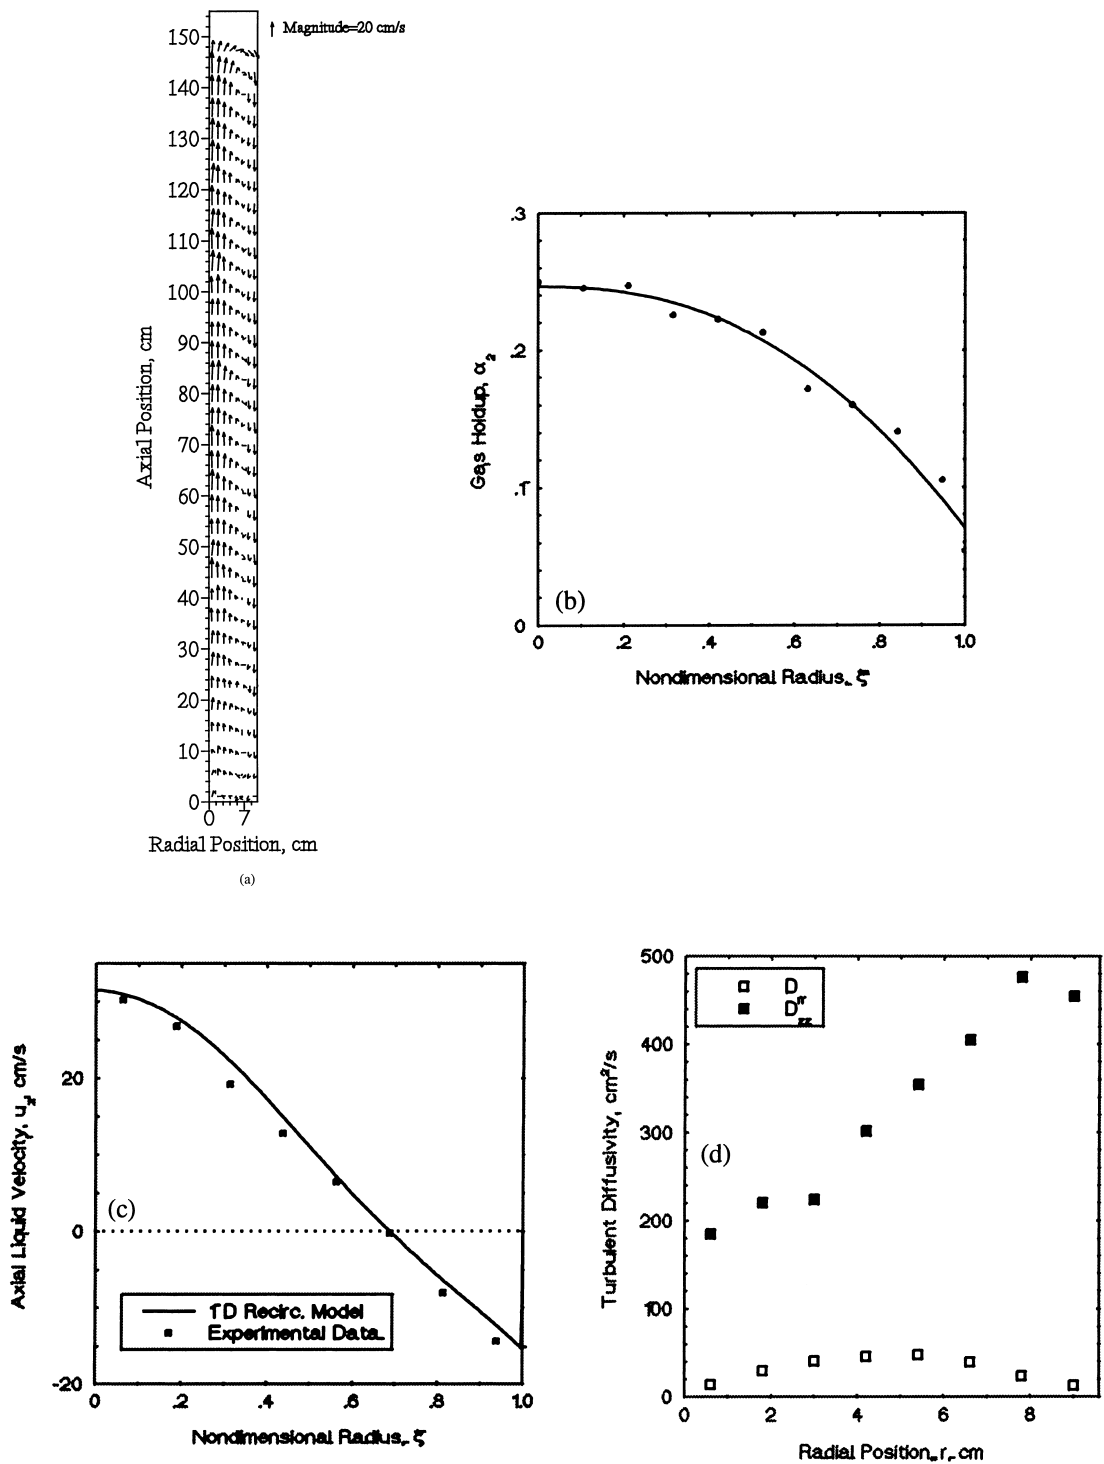 Magnitude=20 cm/s
150
140
130
120
110
100
90
80
70
60
50
40
30
20
10
0
0 7
Axial Position, cm
Radial Position, cm
(a)
.3
.2
.1
0
Gas Holdup, α₂
(b)
0 .2 .4 .6 .8 1.0
Nondimensional Radius, ξ
20
0
-20
Axial Liquid Velocity, u_z, cm/s
(c)
1D Recirc. Model
Experimental Data
0 .2 .4 .6 .8 1.0
Nondimensional Radius, ξ
500
400
300
200
100
0
Turbulent Diffusivity, cm²/s
D_rr
D_zz
(d)
0 2 4 6 8
Radial Position, r, cm